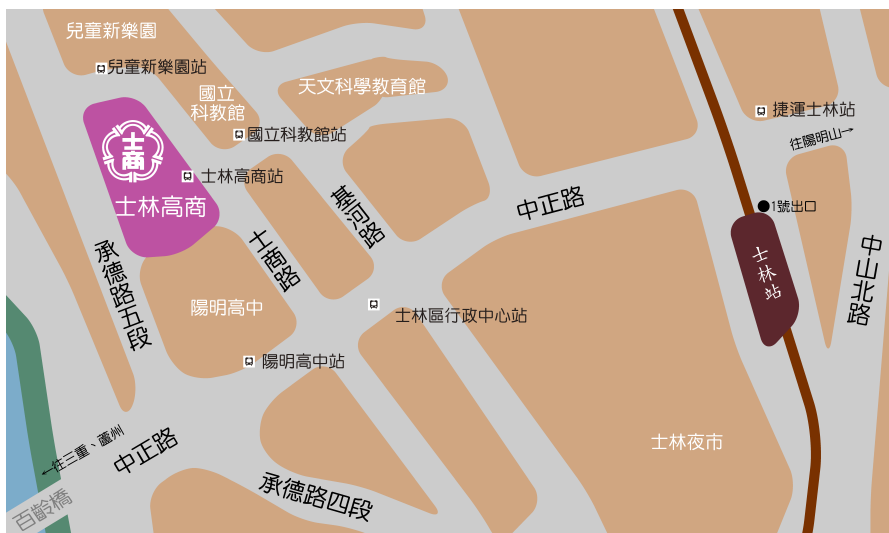 兒童新樂園
兒童新樂園站
國立
科教館
天文科學教育館
捷運士林站
往陽明山→
國立科教館站
士商
士林高商站
士林高商
基河路
中正路
1號出口
士林站
中山北路
承德路五段
士商路
陽明高中
士林區行政中心站
陽明高中站
←往三重、蘆州
中正路
士林夜市
承德路四段
百齡橋